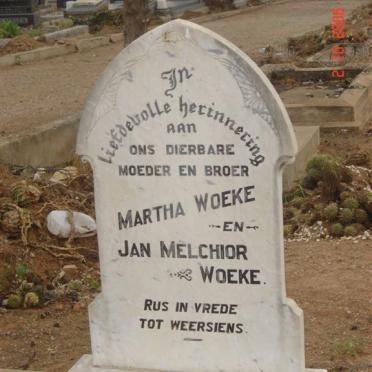 In
liefdevolle herinnering
AAN
ONS DIERBARE
MOEDER EN BROER
MARTHA WOEKE
EN
JAN MELCHIOR
WOEKE.
RUS IN VREDE
TOT WEERSIENS.